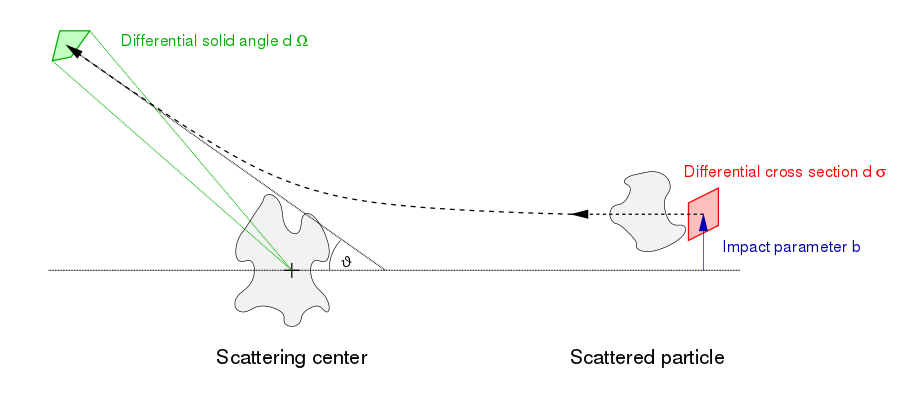 Differential solid angle d Ω
Differential cross section d σ
Impact parameter b
ϑ
Scattering center
Scattered particle